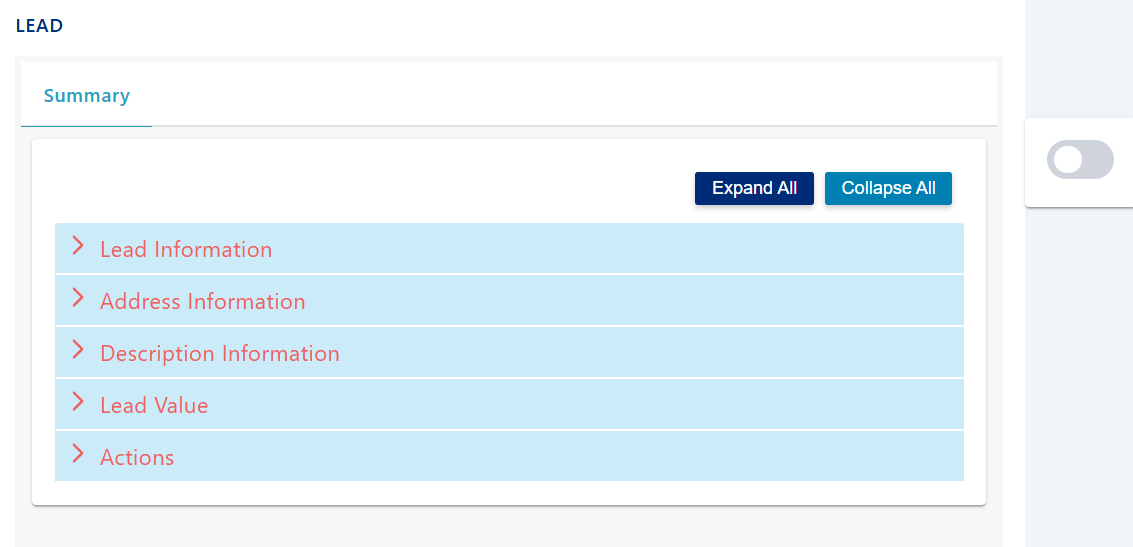 LEAD
Summary
Expand All
Collapse All
Lead Information
Address Information
Description Information
Lead Value
Actions